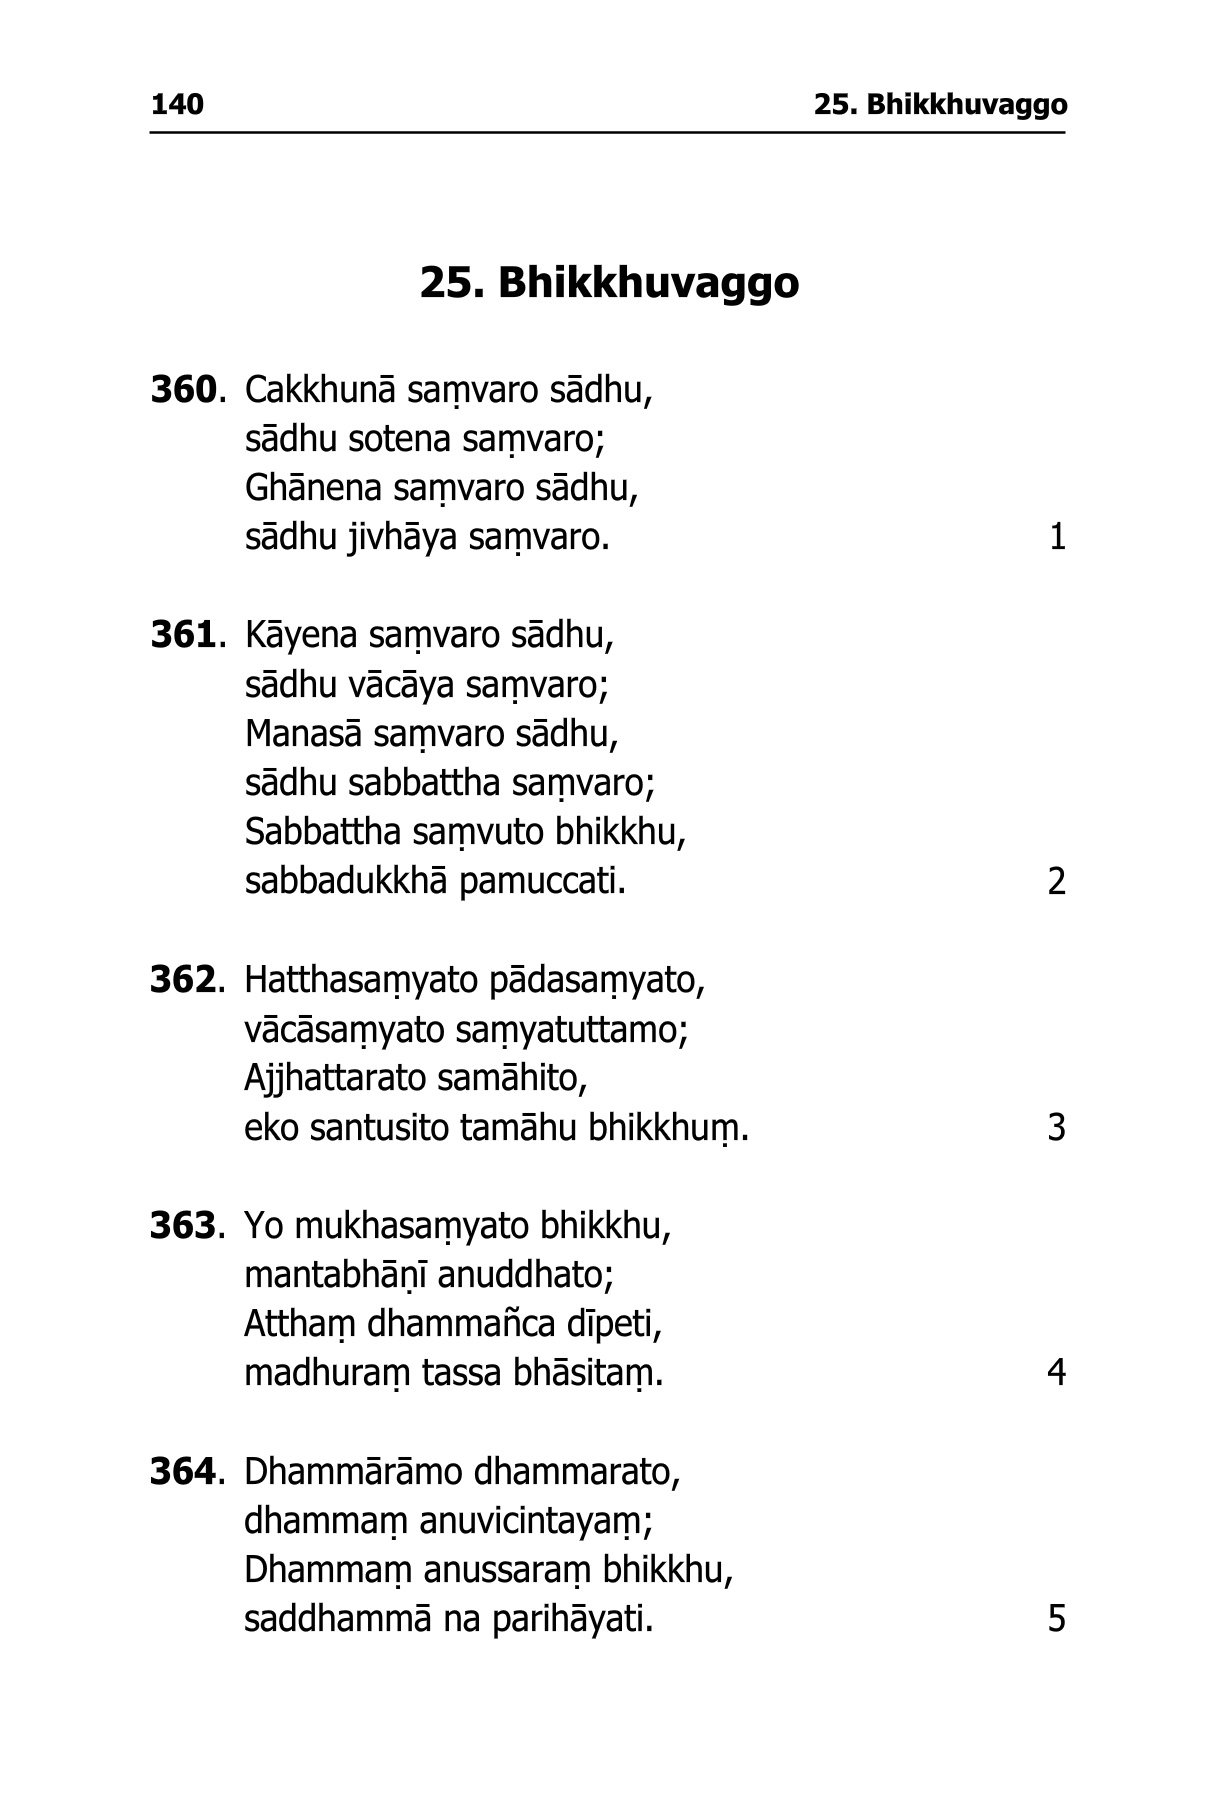 140 25. Bhikkhuvaggo
25. Bhikkhuvaggo
360. Cakkhunā saṃvaro sādhu,
sādhu sotena saṃvaro;
Ghānena saṃvaro sādhu,
sādhu jivhāya saṃvaro. 1
361. Kāyena saṃvaro sādhu,
sādhu vācāya saṃvaro;
Manasā saṃvaro sādhu,
sādhu sabbattha saṃvaro;
Sabbattha saṃvuto bhikkhu,
sabbadukkhā pamuccati. 2
362. Hatthasaṃyato pādasaṃyato,
vācāsaṃyato saṃyatuttamo;
Ajjhattarato samāhito,
eko santusito tamāhu bhikkhuṃ. 3
363. Yo mukhasaṃyato bhikkhu,
mantabhāṇī anuddhato;
Atthaṃ dhammañca dīpeti,
madhuraṃ tassa bhāsitaṃ. 4
364. Dhammārāmo dhammarato,
dhammaṃ anuvicintayaṃ;
Dhammaṃ anussaraṃ bhikkhu,
saddhammā na parihāyati. 5